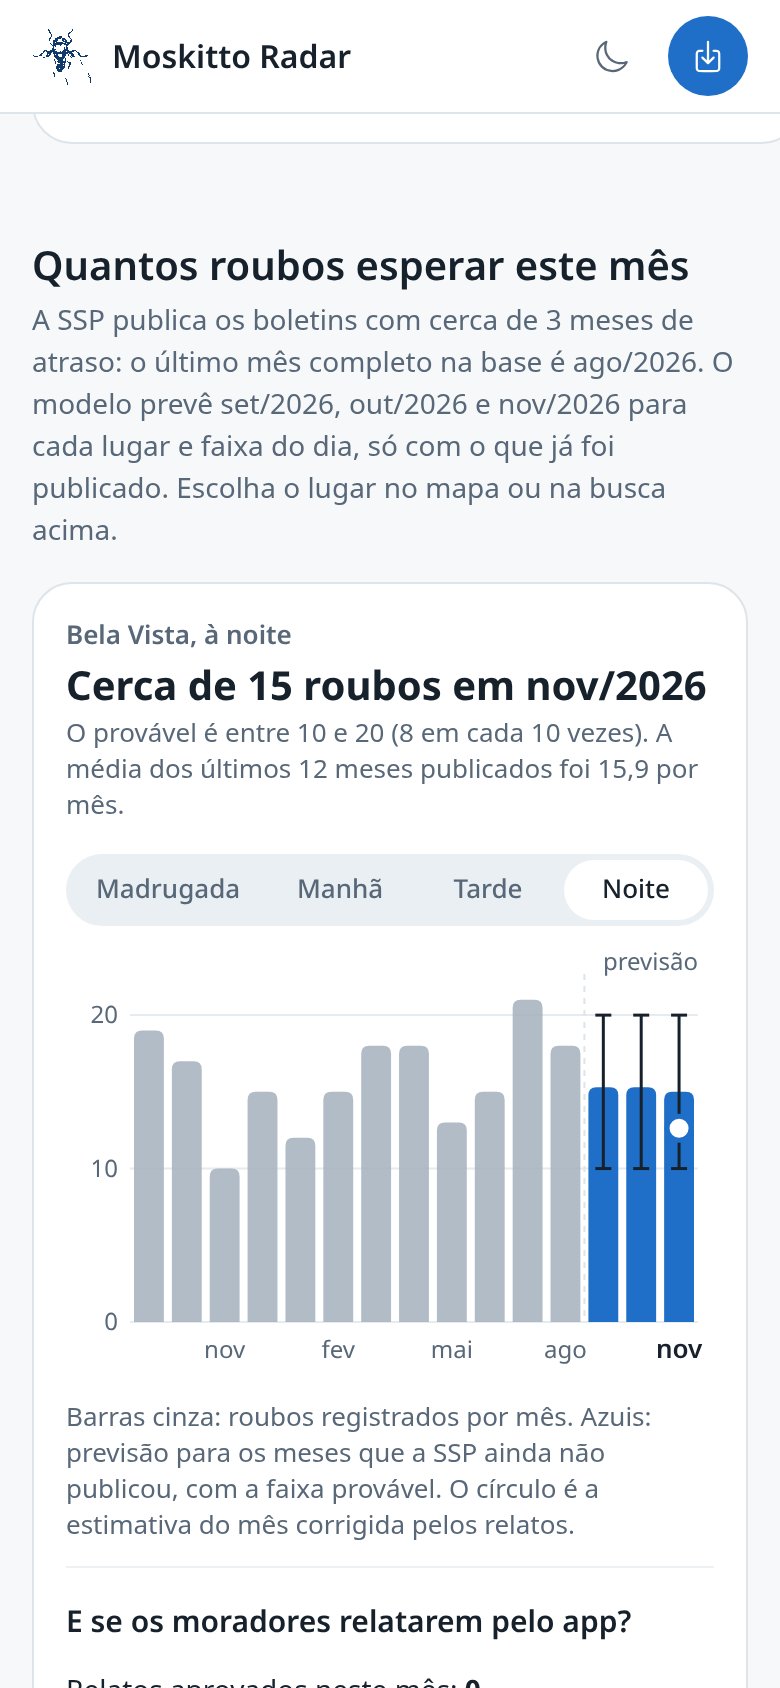 Moskitto Radar
Quantos roubos esperar este mês
A SSP publica os boletins com cerca de 3 meses de
atraso: o último mês completo na base é ago/2026. O
modelo prevê set/2026, out/2026 e nov/2026 para
cada lugar e faixa do dia, só com o que já foi
publicado. Escolha o lugar no mapa ou na busca
acima.
Bela Vista, à noite
Cerca de 15 roubos em nov/2026
O provável é entre 10 e 20 (8 em cada 10 vezes). A
média dos últimos 12 meses publicados foi 15,9 por
mês.
Madrugada Manhã Tarde Noite
previsão
20
10
0
nov fev mai ago nov
Barras cinza: roubos registrados por mês. Azuis:
previsão para os meses que a SSP ainda não
publicou, com a faixa provável. O círculo é a
estimativa do mês corrigida pelos relatos.
E se os moradores relatarem pelo app?
Relatos aprovados neste mês: 0